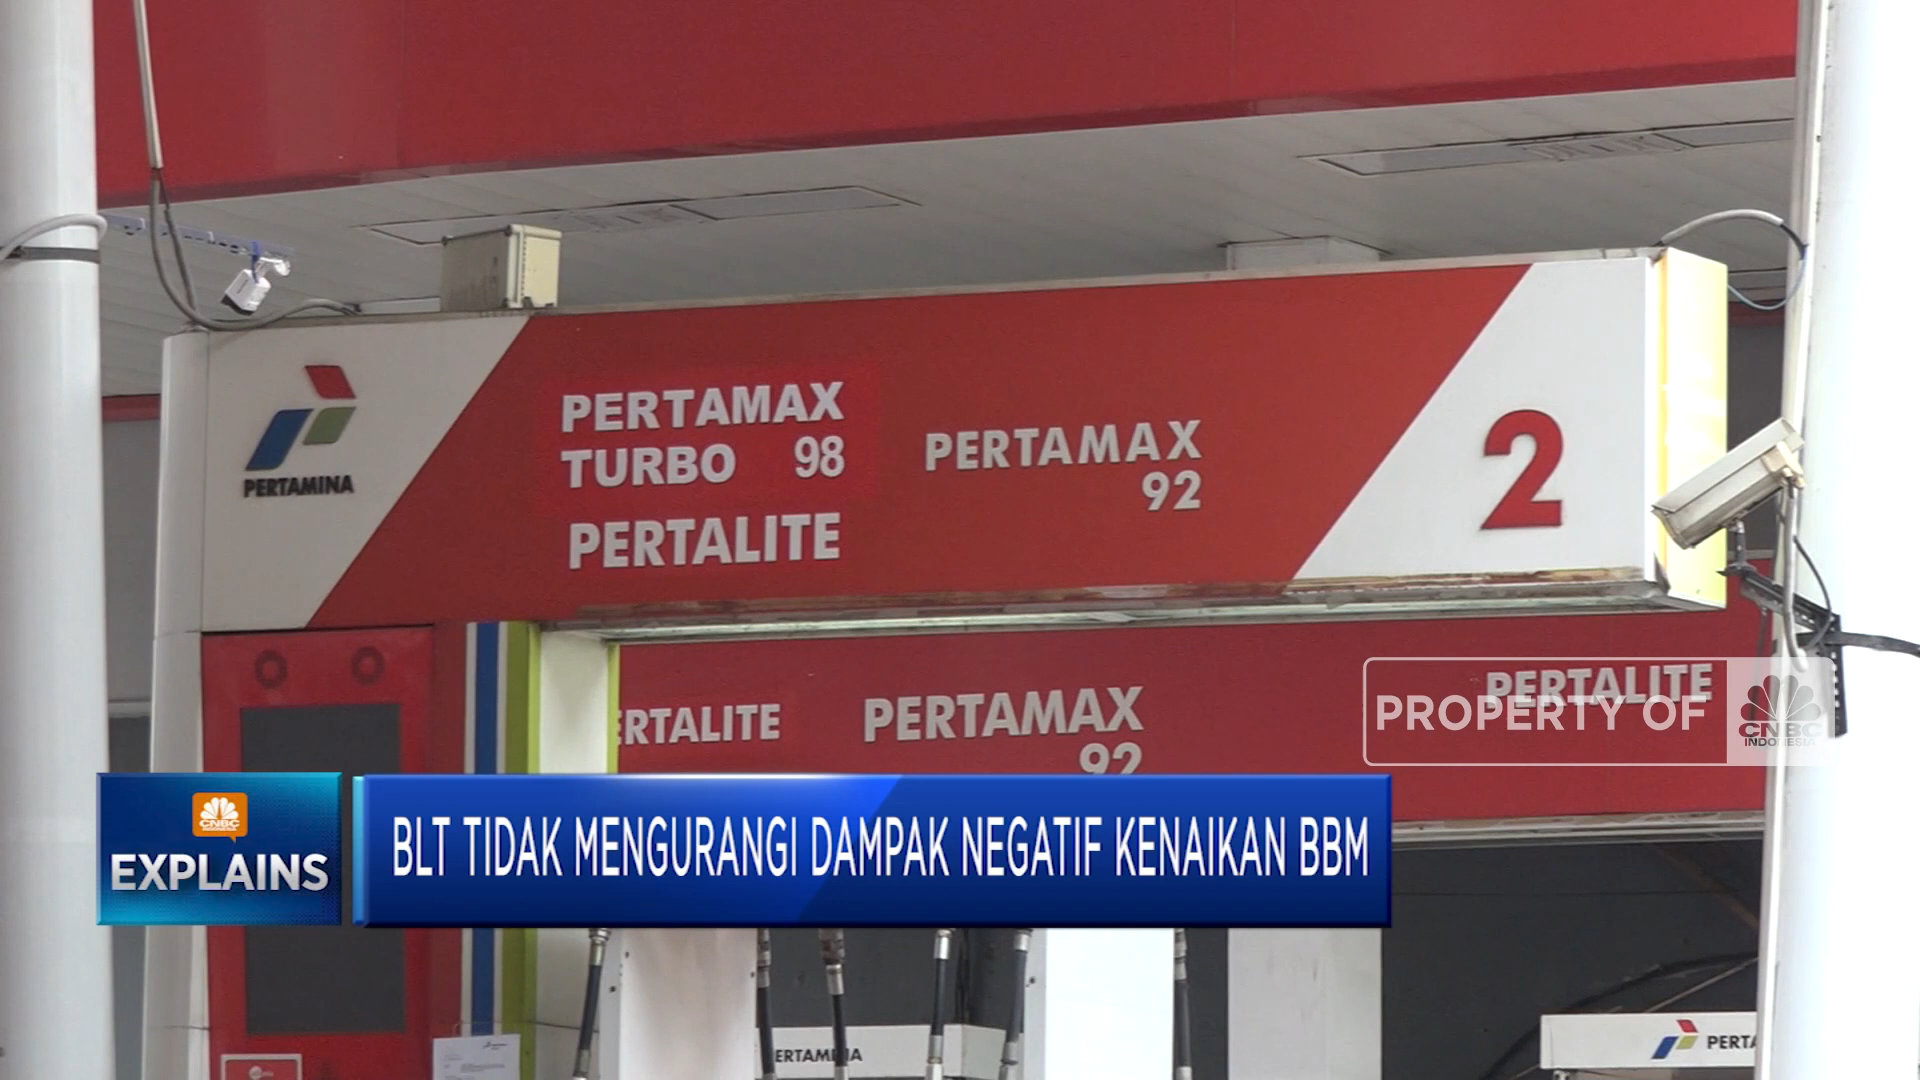 PERTAMINA
PERTAMAX
TURBO 98
PERTALITE
PERTAMAX
92
2
ERTALITE
PERTAMAX
92
PERTALITE
PROPERTY OF
CNBC
INDONESIA
CNBC
INDONESIA
EXPLAINS
BLT TIDAK MENGURANGI DAMPAK NEGATIF KENAIKAN BBM
ERTAMINA
PERTA